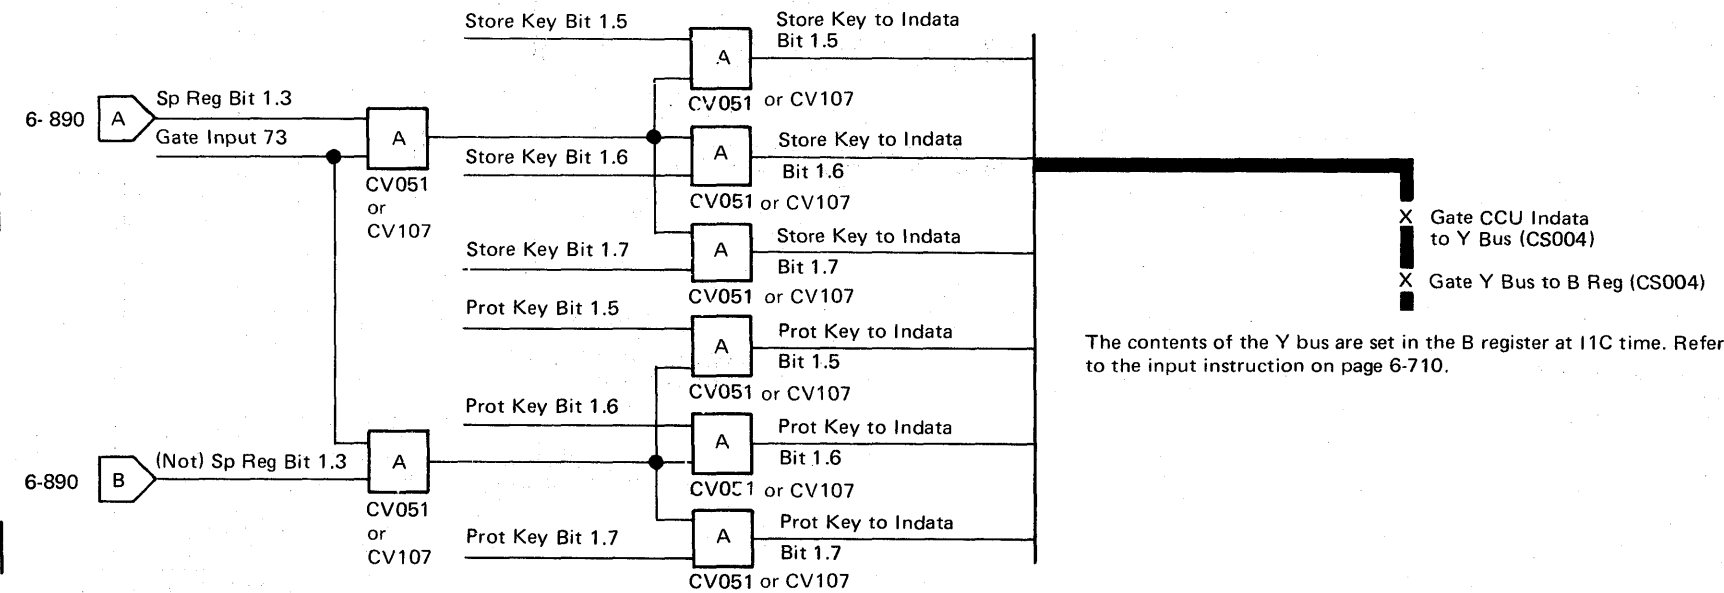 Store Key Bit 1.5
Store Key to Indata
Bit 1.5
A
CV051 or CV107
6-890
A
Sp Reg Bit 1.3
Gate Input 73
A
CV051
or
CV107
Store Key Bit 1.6
A
Store Key to Indata
Bit 1.6
CV051 or CV107
Store Key Bit 1.7
A
Store Key to Indata
Bit 1.7
CV051 or CV107
X Gate CCU Indata
to Y Bus (CS004)
X Gate Y Bus to B Reg (CS004)
The contents of the Y bus are set in the B register at I1C time. Refer
to the input instruction on page 6-710.
Prot Key Bit 1.5
A
Prot Key to Indata
Bit 1.5
CV051 or CV107
Prot Key Bit 1.6
A
Prot Key to Indata
Bit 1.6
CV051 or CV107
6-890
B
(Not) Sp Reg Bit 1.3
A
CV051
or
CV107
Prot Key Bit 1.7
A
Prot Key to Indata
Bit 1.7
CV051 or CV107